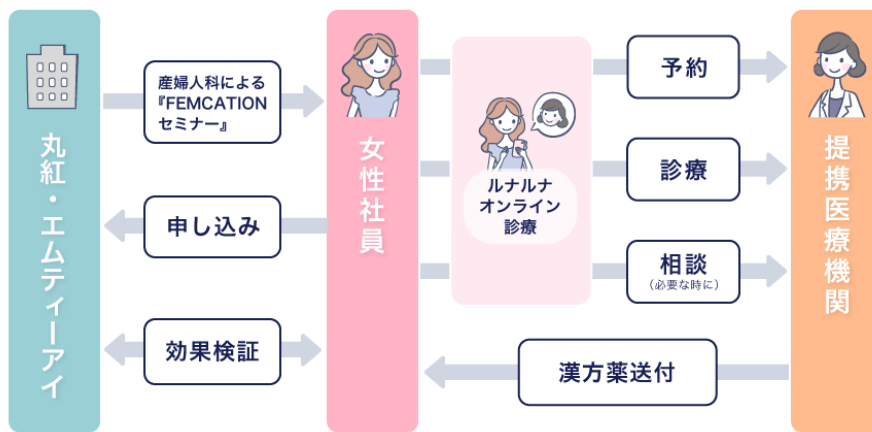 丸紅・エムティーアイ
産婦人科による
『FEMCATION
セミナー』
申し込み
効果検証
女性社員
ルナルナ
オンライン
診療
予約
診療
相談
(必要な時に)
漢方薬送付
提携医療機関